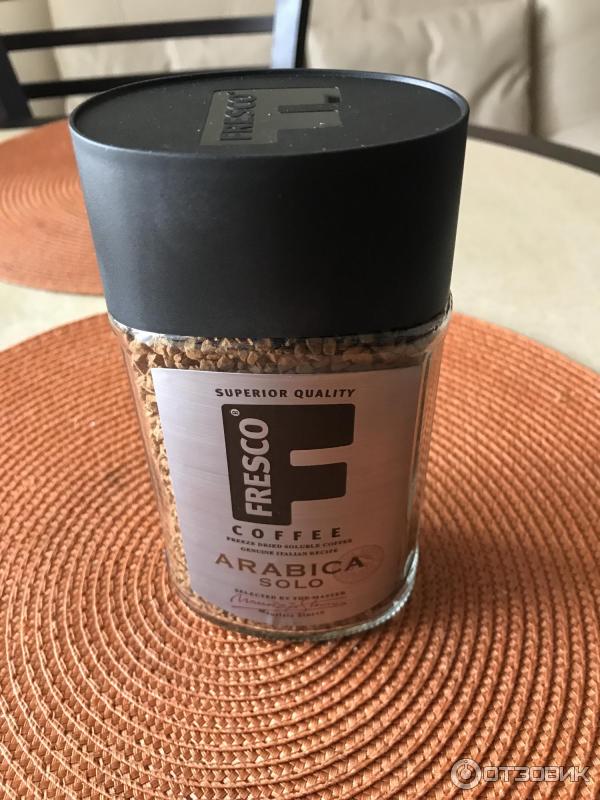 FRESCO®
F
SUPERIOR QUALITY
FRESCO®
F
COFFEE
FREEZE DRIED SOLUBLE COFFEE
GENUINE ITALIAN RECIPE
ARABICA
SOLO
SELECTED BY THE MASTER
ОТЗОВИК